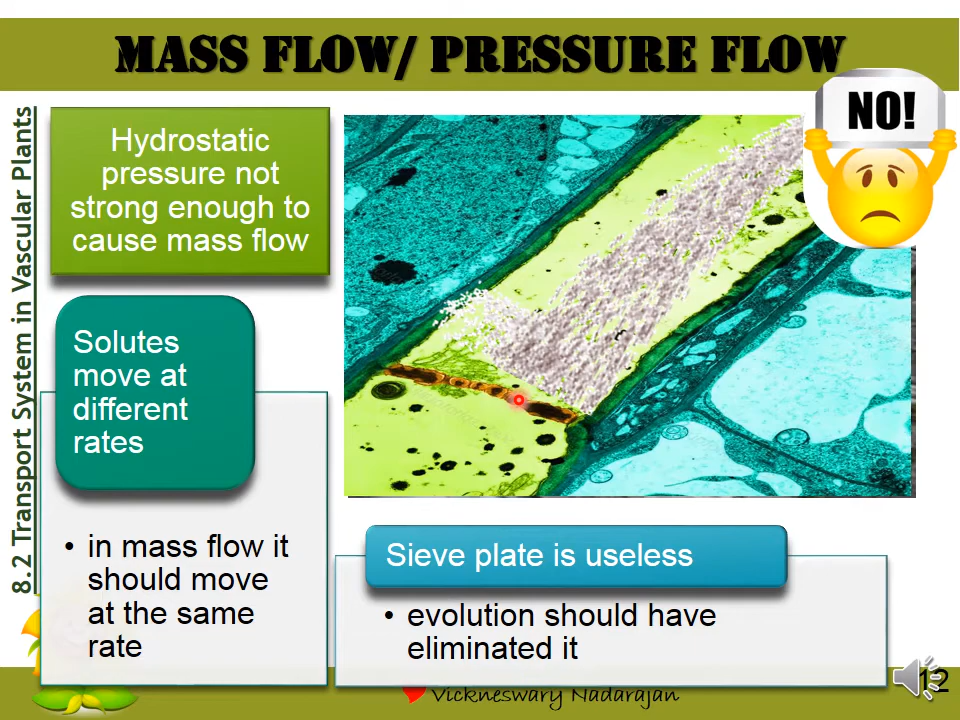 MASS FLOW/ PRESSURE FLOW
NO!
8.2 Transport System in Vascular Plants
Hydrostatic
pressure not
strong enough to
cause mass flow
Solutes
move at
different
rates
• in mass flow it
should move
at the same
rate
Sieve plate is useless
• evolution should have
eliminated it
Vickneswary Nadarajan
12